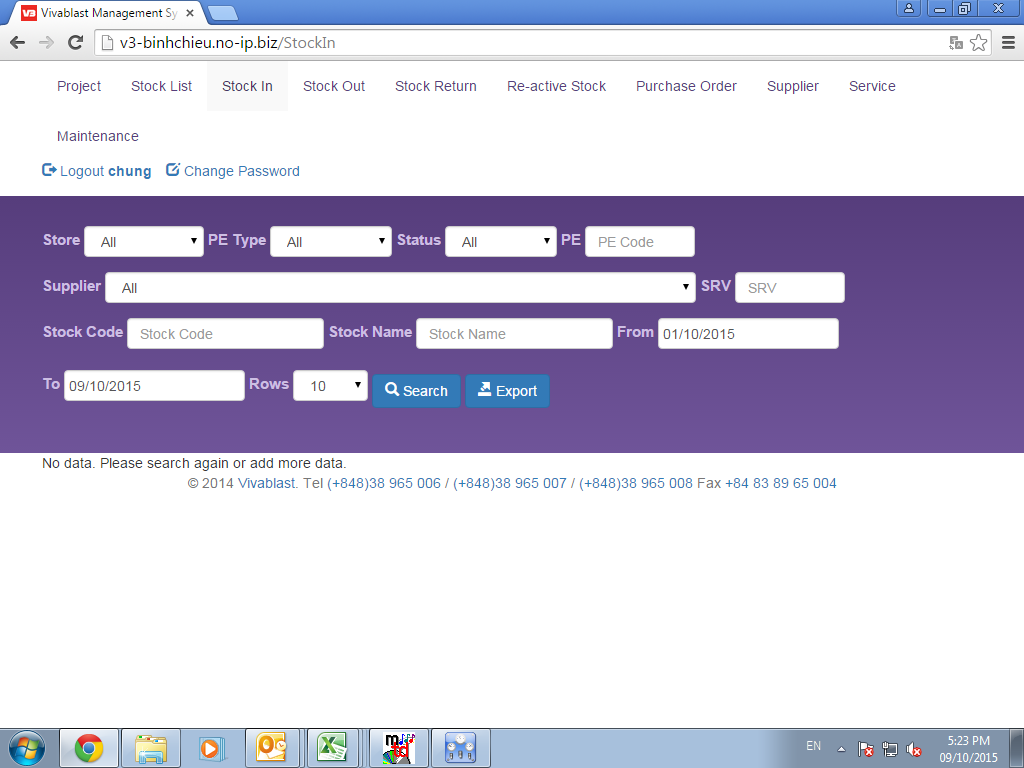 Vivablast Management Sy
v3-binhchieu.no-ip.biz/StockIn
Project Stock List Stock In Stock Out Stock Return Re-active Stock Purchase Order Supplier Service
Maintenance
Logout chung Change Password
Store All PE Type All Status All PE PE Code
Supplier All SRV SRV
Stock Code Stock Code Stock Name Stock Name From 01/10/2015
To 09/10/2015 Rows 10 Search Export
No data. Please search again or add more data.
© 2014 Vivablast. Tel (+848)38 965 006 / (+848)38 965 007 / (+848)38 965 008 Fax +84 83 89 65 004
EN 5:23 PM
09/10/2015